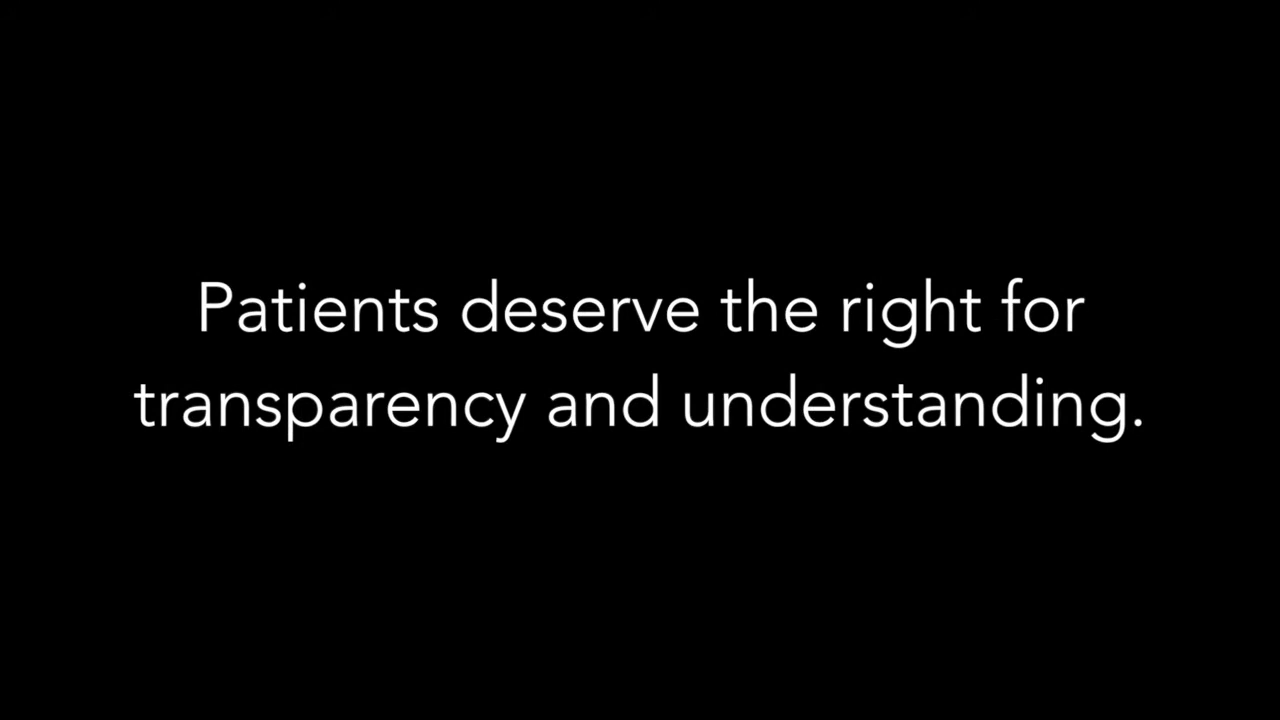 Patients deserve the right for
transparency and understanding.